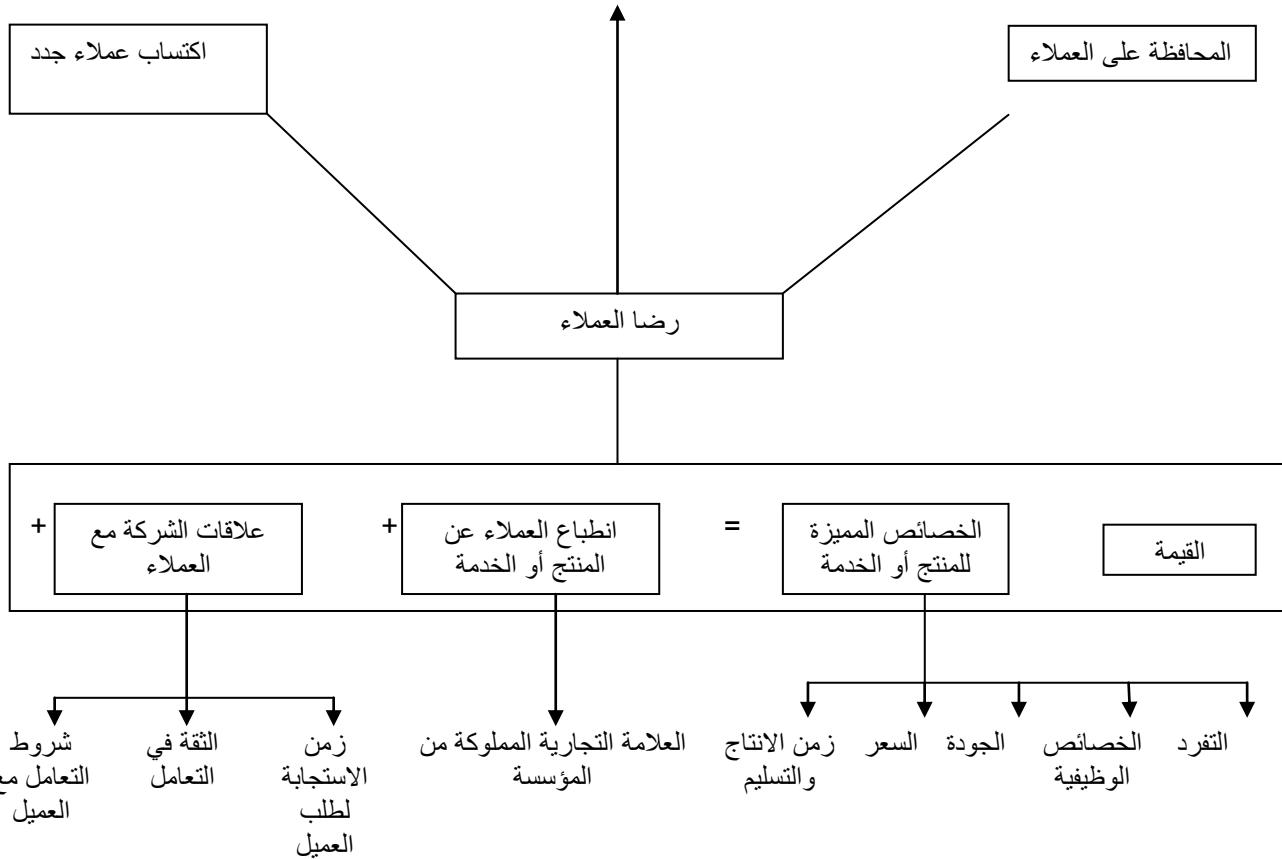 المحافظة على العملاء
اكتساب عملاء جدد
رضا العملاء
القيمة
=
الخصائص المميزة
للمنتج أو الخدمة
+
انطباع العملاء عن
المنتج أو الخدمة
+
علاقات الشركة مع
العملاء
التفرد
الخصائص
الوظيفية
الجودة
السعر
زمن الانتاج
والتسليم
العلامة التجارية المملوكة من
المؤسسة
زمن
الاستجابة
لطلب
العميل
الثقة في
التعامل
شروط
التعامل مع
العميل